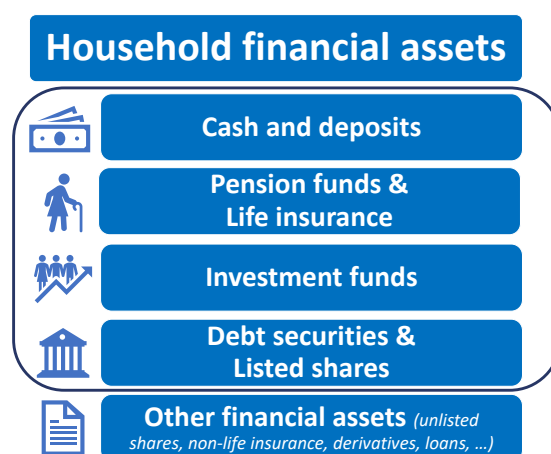 Household financial assets
Cash and deposits
Pension funds &
Life insurance
Investment funds
Debt securities &
Listed shares
Other financial assets (unlisted
shares, non-life insurance, derivatives, loans, ...)